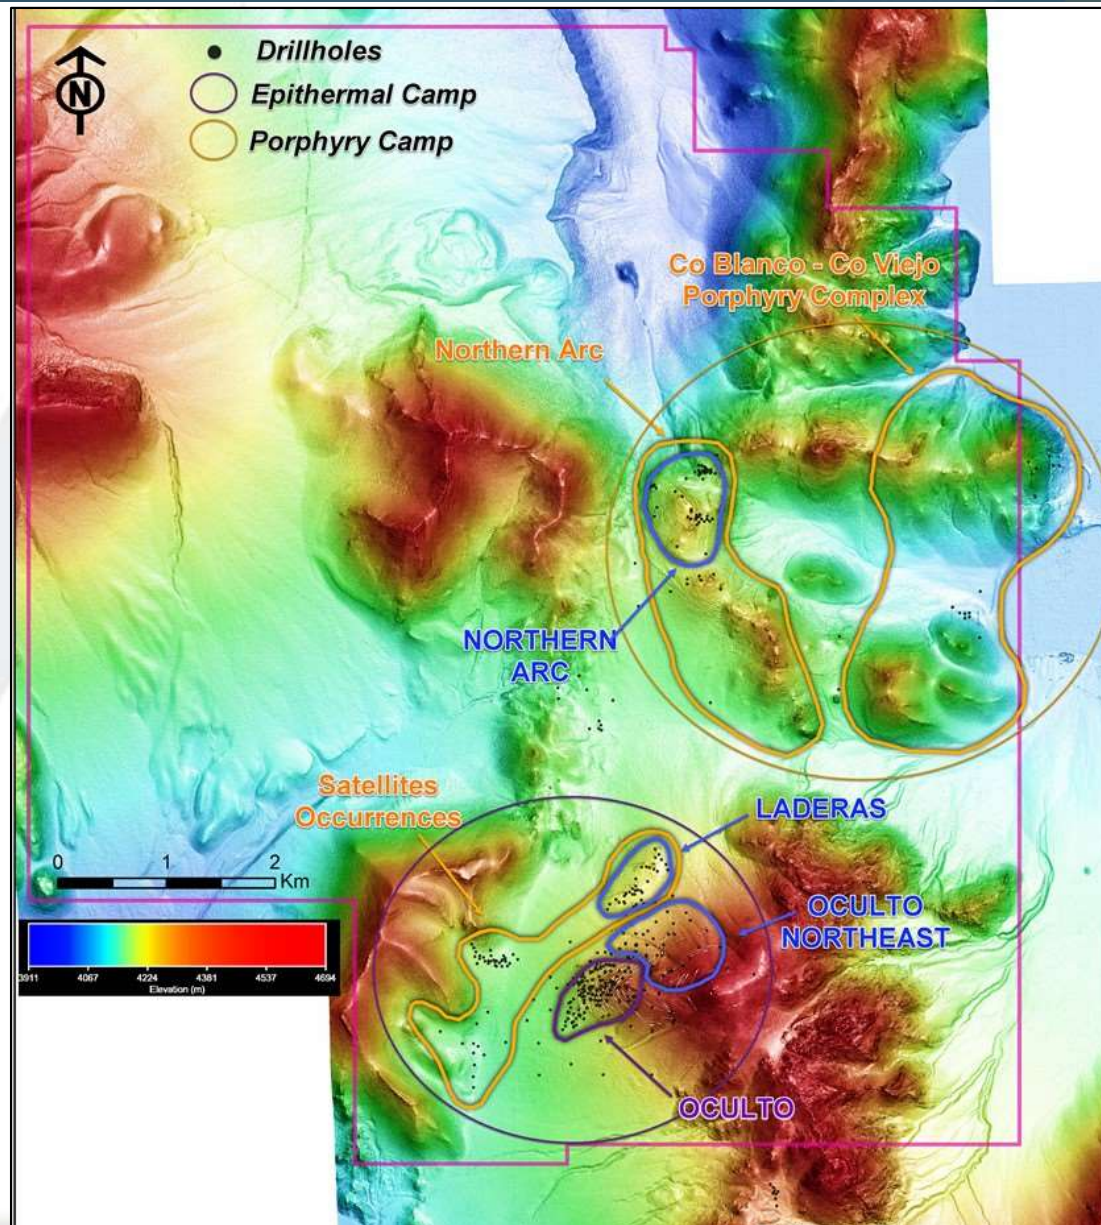 N
Drillholes
Epithermal Camp
Porphyry Camp
Co Blanco - Co Viejo
Porphyry Complex
Northern Arc
NORTHERN
ARC
Satellites
Occurrences
LADERAS
0 1 2
Km
OCULTO
NORTHEAST
3911 4067 4224 4381 4537 4694
Elevation (m)
OCULTO